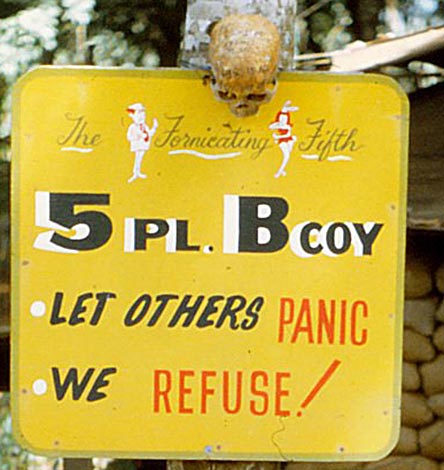 The Fornicating Fifth
5 PL. B COY
• LET OTHERS PANIC
• WE REFUSE!